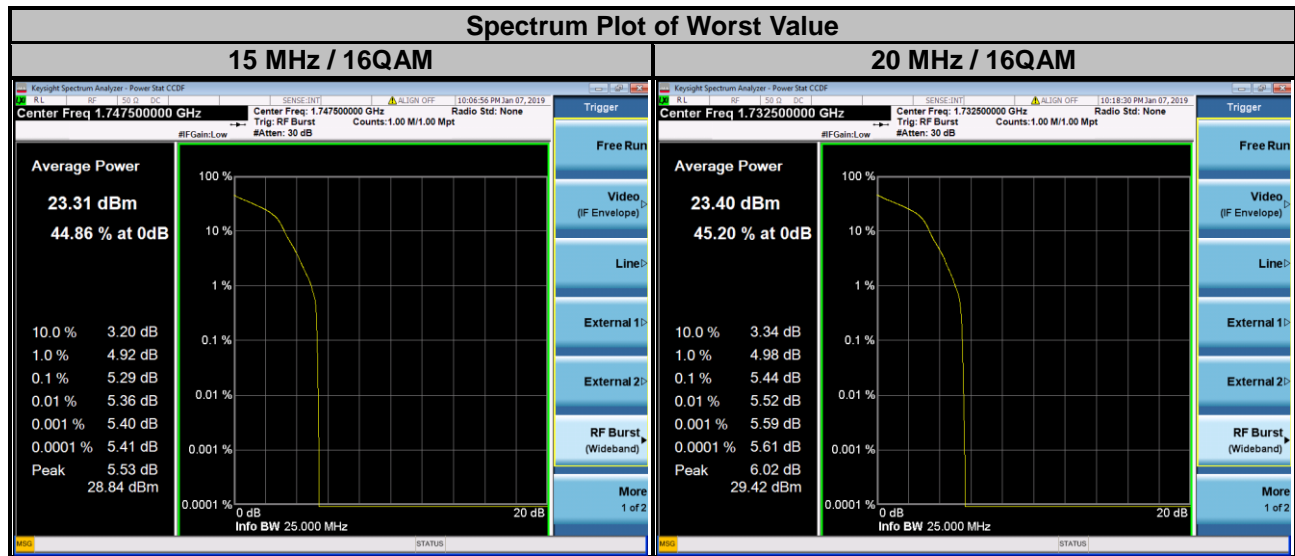 Spectrum Plot of Worst Value
15 MHz / 16QAM
20 MHz / 16QAM
Keysight Spectrum Analyzer - Power Stat CCDF
RL RF 50 Ω DC SENSE:INT ALIGN OFF 10:06:56 PM Jan 07, 2019
Center Freq 1.747500000 GHz
Center Freq: 1.747500000 GHz Radio Std: None
Trig: RF Burst Counts:1.00 M/1.00 Mpt
#IFGain:Low #Atten: 30 dB
Average Power
23.31 dBm
44.86 % at 0dB
10.0 % 3.20 dB
1.0 % 4.92 dB
0.1 % 5.29 dB
0.01 % 5.36 dB
0.001 % 5.40 dB
0.0001 % 5.41 dB
Peak 5.53 dB
28.84 dBm
100 %
10 %
1 %
0.1 %
0.01 %
0.001 %
0.0001 %
0 dB 20 dB
Info BW 25.000 MHz
MSG STATUS
Trigger
Free Run
Video
(IF Envelope)
Line
External 1
External 2
RF Burst
(Wideband)
More
1 of 2
Keysight Spectrum Analyzer - Power Stat CCDF
RL RF 50 Ω DC SENSE:INT ALIGN OFF 10:18:30 PM Jan 07, 2019
Center Freq 1.732500000 GHz
Center Freq: 1.732500000 GHz Radio Std: None
Trig: RF Burst Counts:1.00 M/1.00 Mpt
#IFGain:Low #Atten: 30 dB
Average Power
23.40 dBm
45.20 % at 0dB
10.0 % 3.34 dB
1.0 % 4.98 dB
0.1 % 5.44 dB
0.01 % 5.52 dB
0.001 % 5.59 dB
0.0001 % 5.61 dB
Peak 6.02 dB
29.42 dBm
100 %
10 %
1 %
0.1 %
0.01 %
0.001 %
0.0001 %
0 dB 20 dB
Info BW 25.000 MHz
MSG STATUS
Trigger
Free Run
Video
(IF Envelope)
Line
External 1
External 2
RF Burst
(Wideband)
More
1 of 2